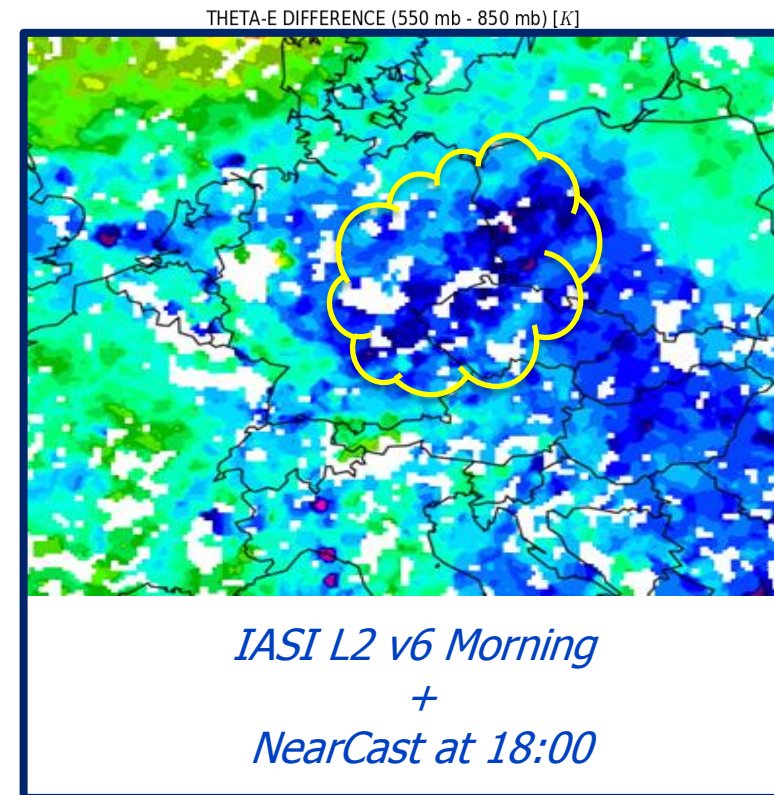 THETA-E DIFFERENCE (550 mb - 850 mb) [K]
IASI L2 v6 Morning
+
NearCast at 18:00